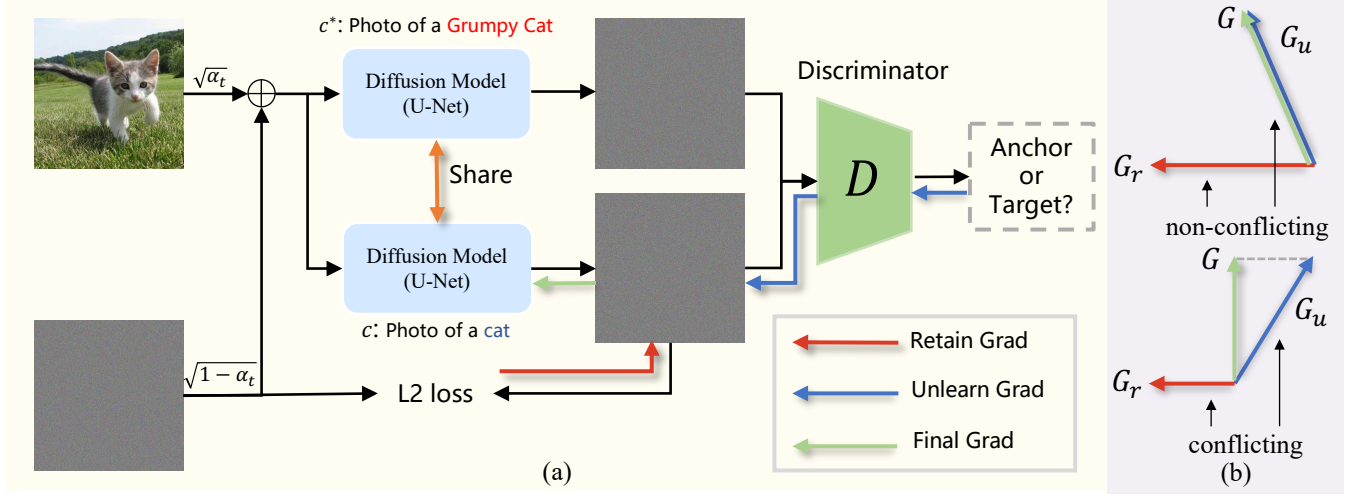 c*: Photo of a Grumpy Cat
√α_t
Diffusion Model
(U-Net)
Share
Diffusion Model
(U-Net)
c: Photo of a cat
√1 − α_t
L2 loss
Discriminator
D
Anchor
or
Target?
Retain Grad
Unlearn Grad
Final Grad
(a)
G
G_u
G_r
non-conflicting
G
G_u
G_r
conflicting
(b)